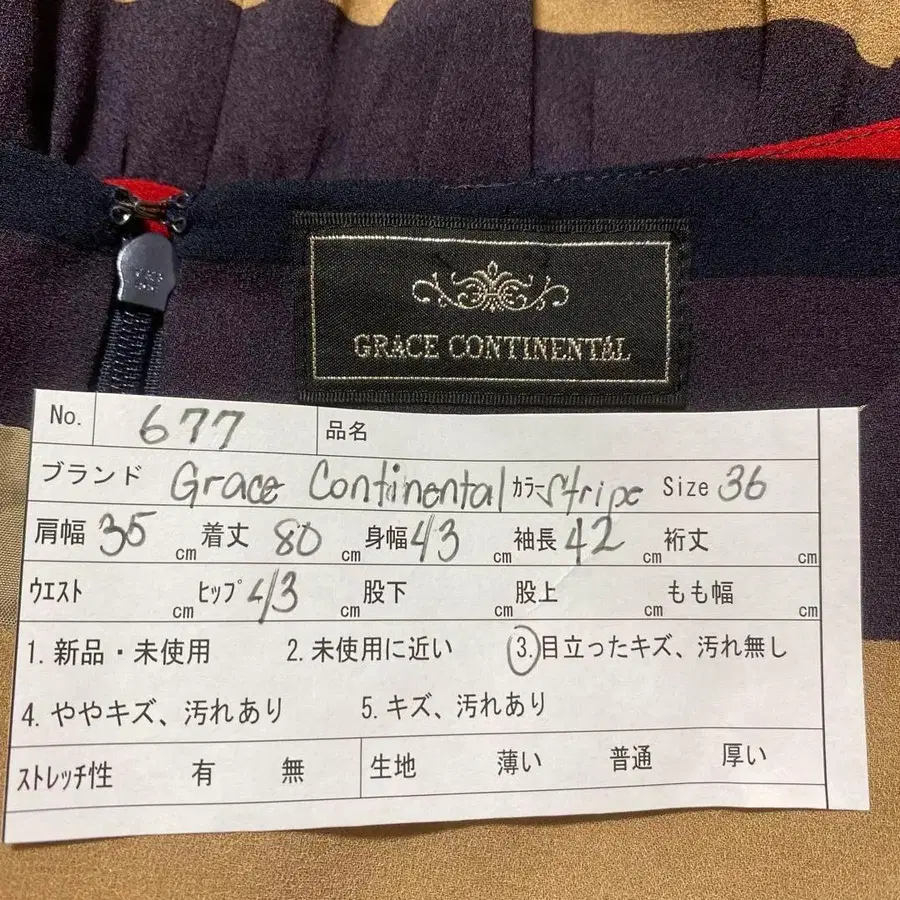 GRACE CONTINENTAL
No. 677 品名
ブランド Grace Continental カラー Stripe Size 36
肩幅 35 cm 着丈 80 cm 身幅 43 cm 袖長 42 cm 裄丈 cm
ウエスト cm ヒップ 43 cm 股下 cm 股上 cm もも幅 cm
1. 新品・未使用 2. 未使用に近い 3. 目立ったキズ、汚れ無し
4. ややキズ、汚れあり 5. キズ、汚れあり
ストレッチ性 有 無 生地 薄い 普通 厚い